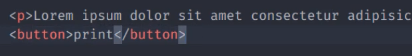 <p>Lorem ipsum dolor sit amet consectetur adipisic
<button>print</button>